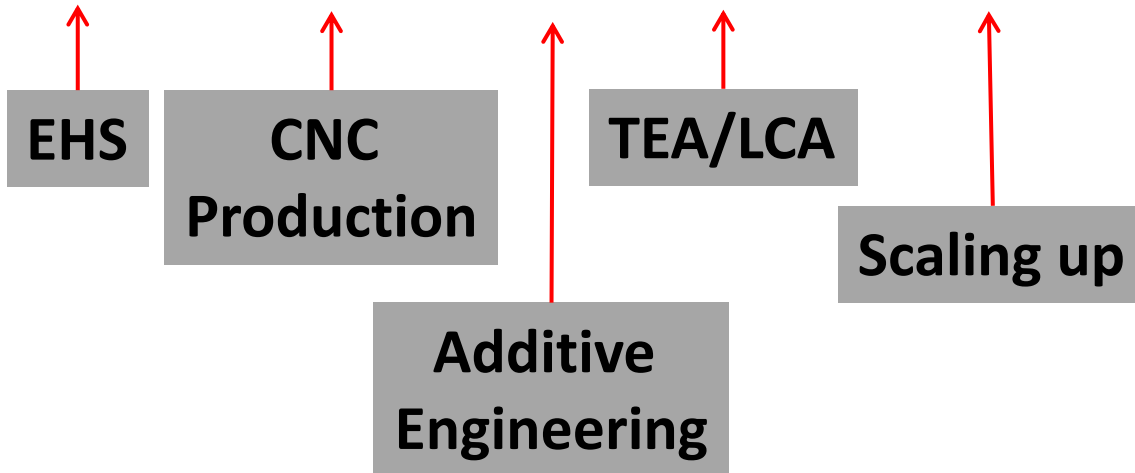 EHS
CNC
Production
TEA/LCA
Scaling up
Additive
Engineering